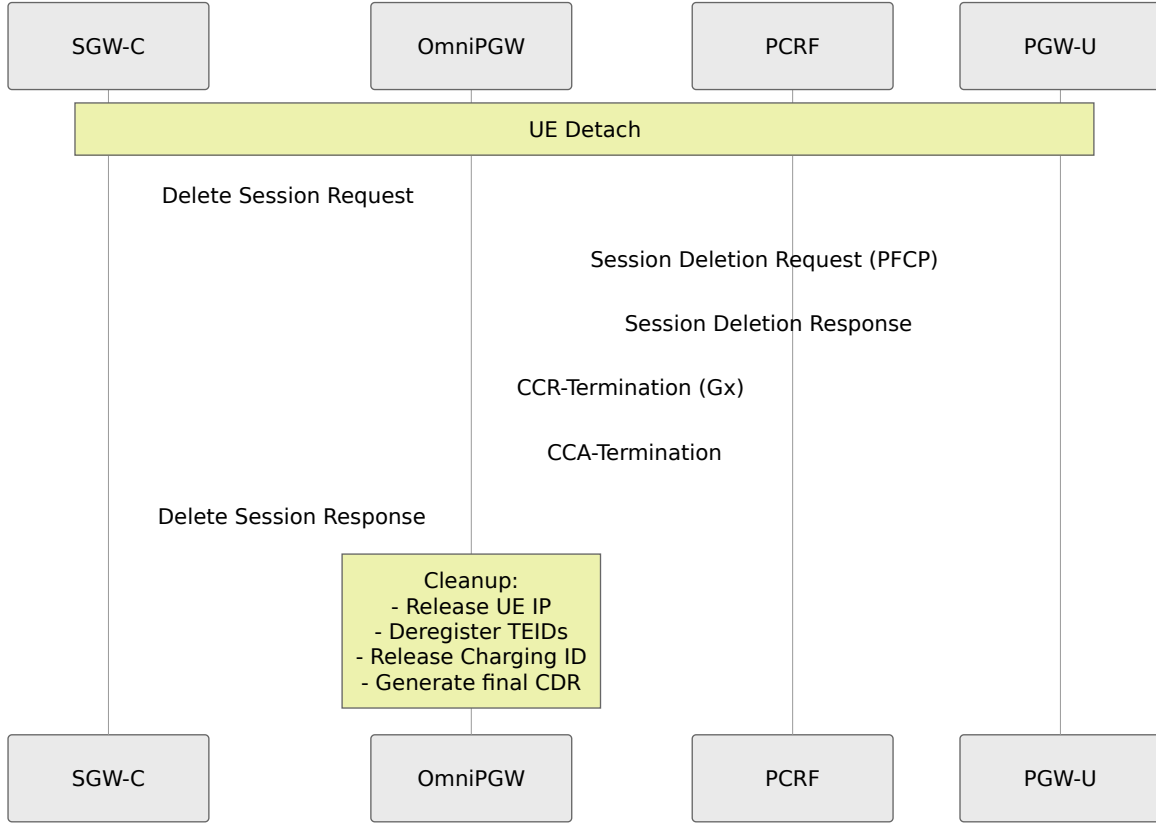 SGW-C
OmniPGW
PCRF
PGW-U
UE Detach
Delete Session Request
Session Deletion Request (PFCP)
Session Deletion Response
CCR-Termination (Gx)
CCA-Termination
Delete Session Response
Cleanup:
- Release UE IP
- Deregister TEIDs
- Release Charging ID
- Generate final CDR
SGW-C
OmniPGW
PCRF
PGW-U